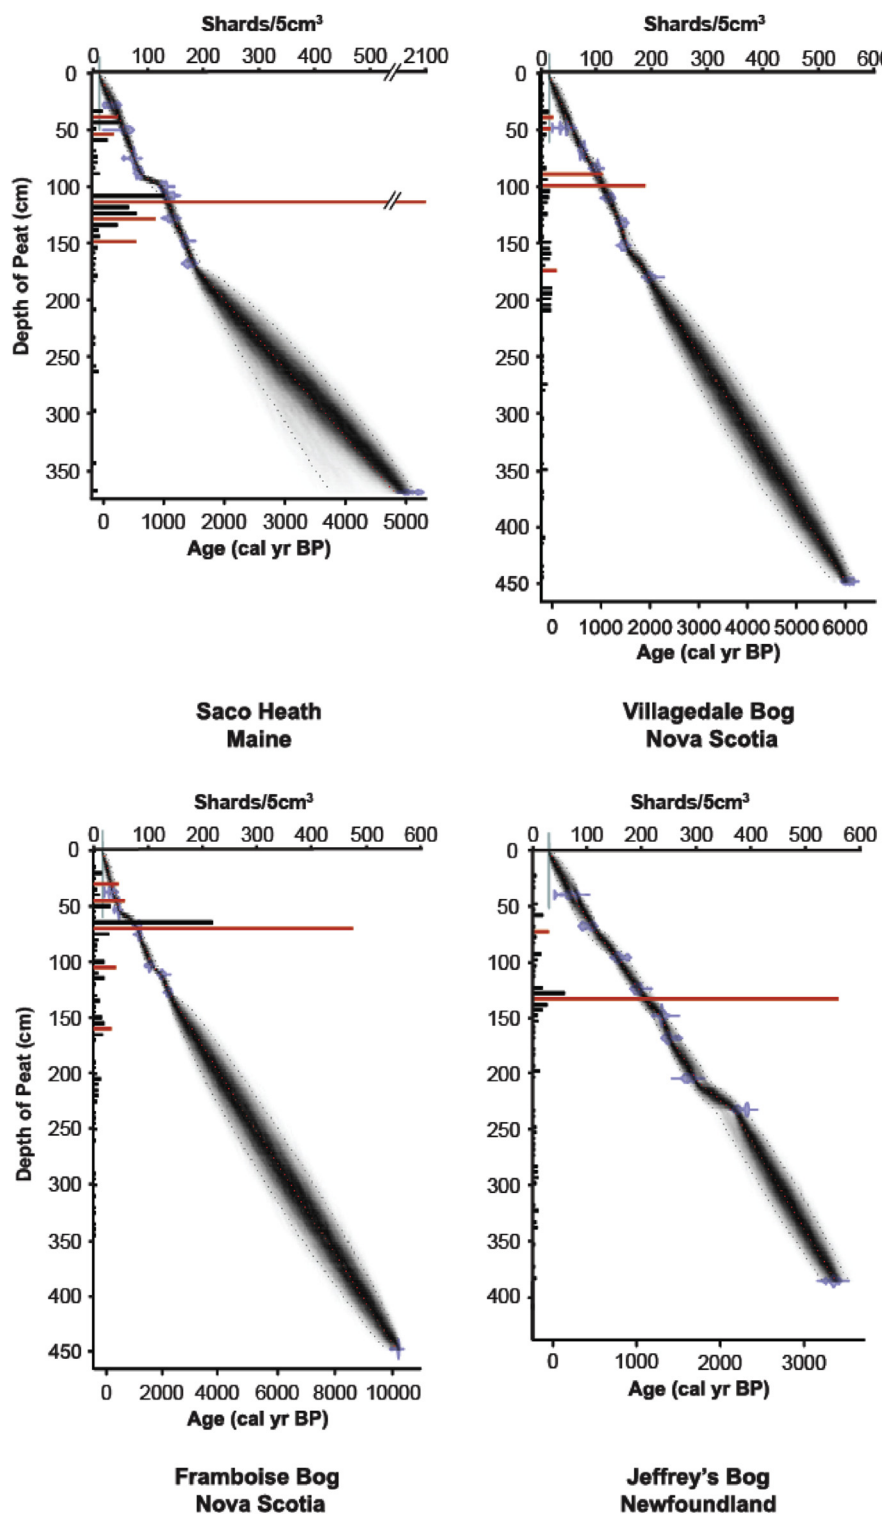 Shards/5cm³
0 100 200 300 400 500 2100
0
50
100
150
200
250
300
350
Depth of Peat (cm)
0 1000 2000 3000 4000 5000
Age (cal yr BP)
Saco Heath
Maine
Shards/5cm³
0 100 200 300 400 500 600
0
50
100
150
200
250
300
350
400
450
0 1000 2000 3000 4000 5000 6000
Age (cal yr BP)
Villagedale Bog
Nova Scotia
Shards/5cm³
0 100 200 300 400 500 600
0
50
100
150
200
250
300
350
400
450
Depth of Peat (cm)
0 2000 4000 6000 8000 10000
Age (cal yr BP)
Framboise Bog
Nova Scotia
Shards/5cm³
0 100 200 300 400 500 600
0
50
100
150
200
250
300
350
400
0 1000 2000 3000
Age (cal yr BP)
Jeffrey's Bog
Newfoundland